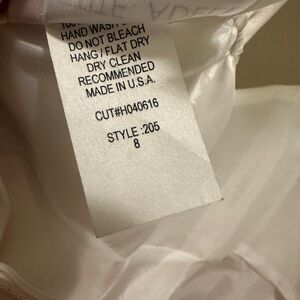 HAND WASH
DO NOT BLEACH
HANG / FLAT DRY
DRY CLEAN
RECOMMENDED
MADE IN U.S.A.
CUT#H040616
STYLE :205
8